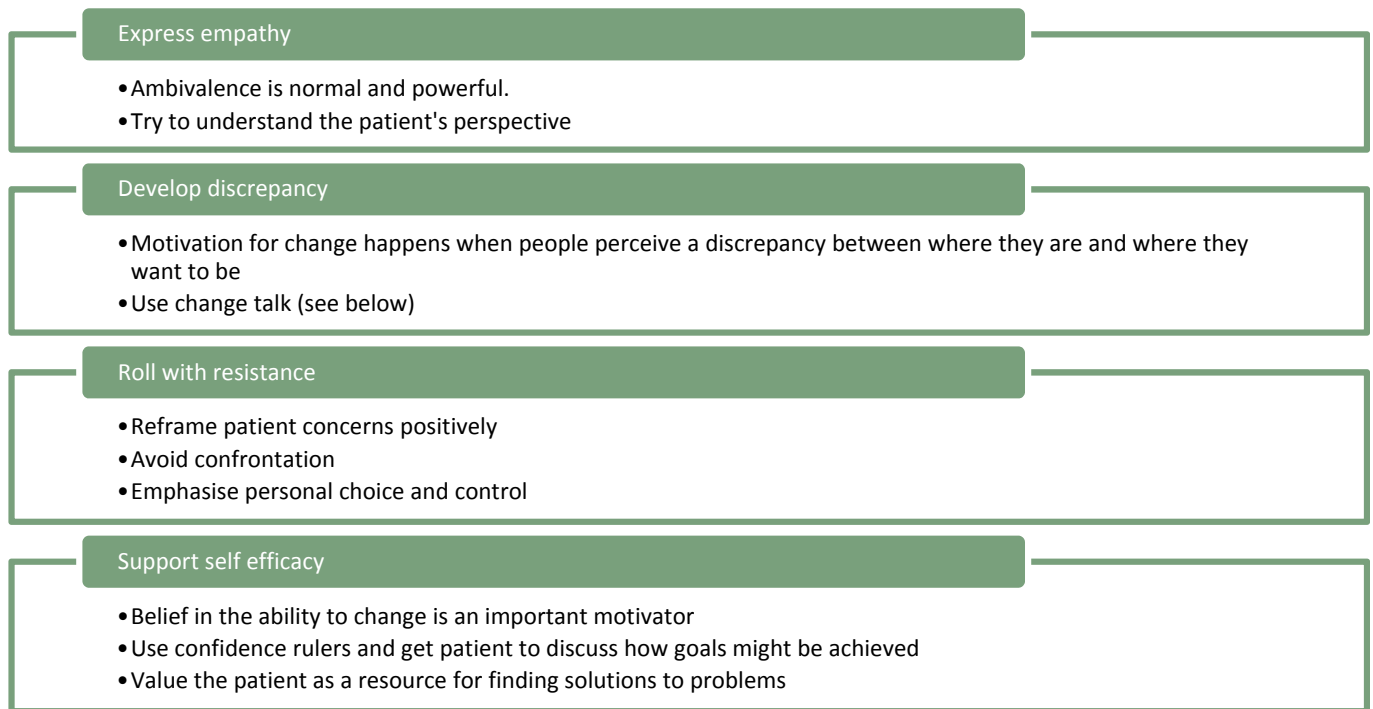 Express empathy
•Ambivalence is normal and powerful.
•Try to understand the patient's perspective
Develop discrepancy
•Motivation for change happens when people perceive a discrepancy between where they are and where they
want to be
•Use change talk (see below)
Roll with resistance
•Reframe patient concerns positively
•Avoid confrontation
•Emphasise personal choice and control
Support self efficacy
•Belief in the ability to change is an important motivator
•Use confidence rulers and get patient to discuss how goals might be achieved
•Value the patient as a resource for finding solutions to problems